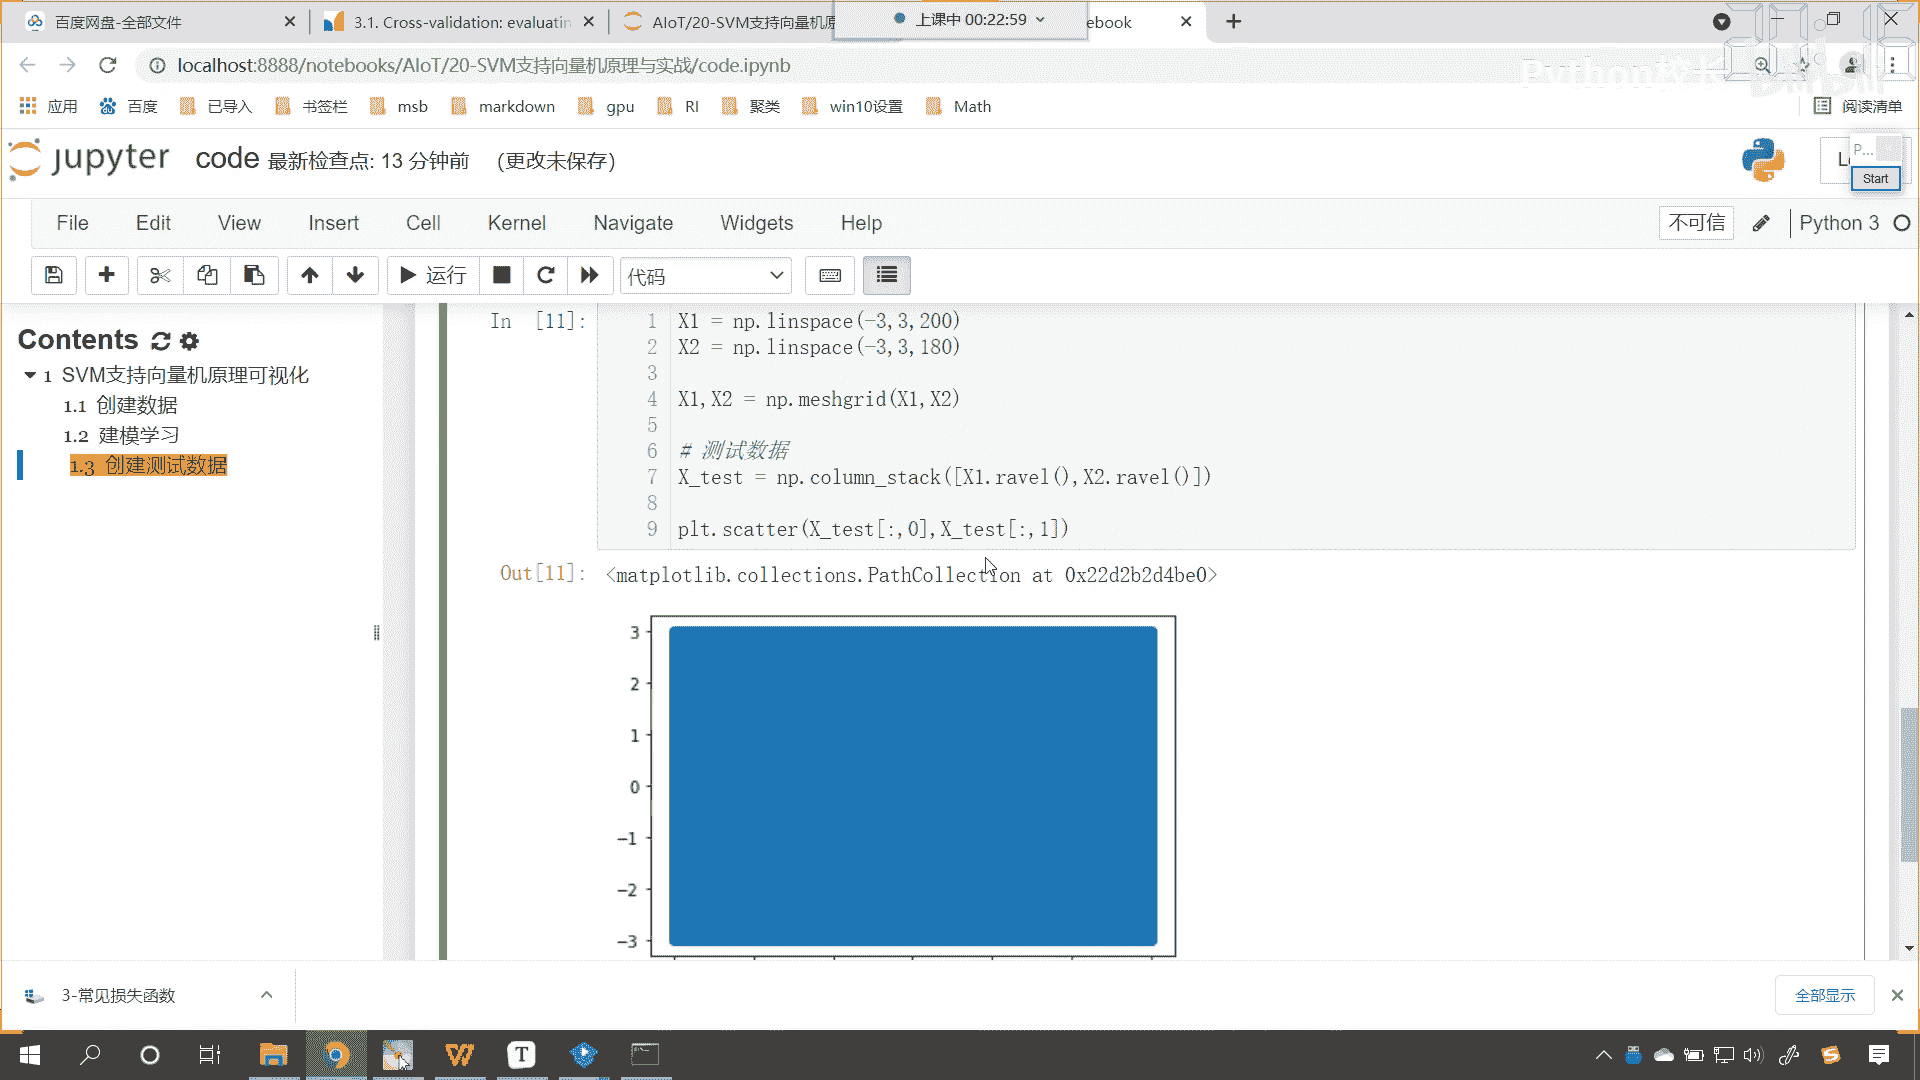 百度网盘-全部文件
3.1. Cross-validation: evaluatin
AIoT/20-SVM支持向量机原
上课中 00:22:59
ebook
localhost:8888/notebooks/AIoT/20-SVM支持向量机原理与实战/code.ipynb
Python校长
应用
百度
已导入
书签栏
msb
markdown
gpu
RI
聚类
win10设置
Math
阅读清单
jupyter
code 最新检查点: 13 分钟前 (更改未保存)
P...
Start
File Edit View Insert Cell Kernel Navigate Widgets Help
不可信
Python 3
运行
代码
Contents
1 SVM支持向量机原理可视化
1.1 创建数据
1.2 建模学习
1.3 创建测试数据
In [11]:
1 X1 = np.linspace(-3,3,200)
2 X2 = np.linspace(-3,3,180)
3
4 X1,X2 = np.meshgrid(X1,X2)
5
6 # 测试数据
7 X_test = np.column_stack([X1.ravel(),X2.ravel()])
8
9 plt.scatter(X_test[:,0],X_test[:,1])
Out[11]: <matplotlib.collections.PathCollection at 0x22d2b2d4be0>
3
2
1
0
−1
−2
−3
3-常见损失函数
全部显示